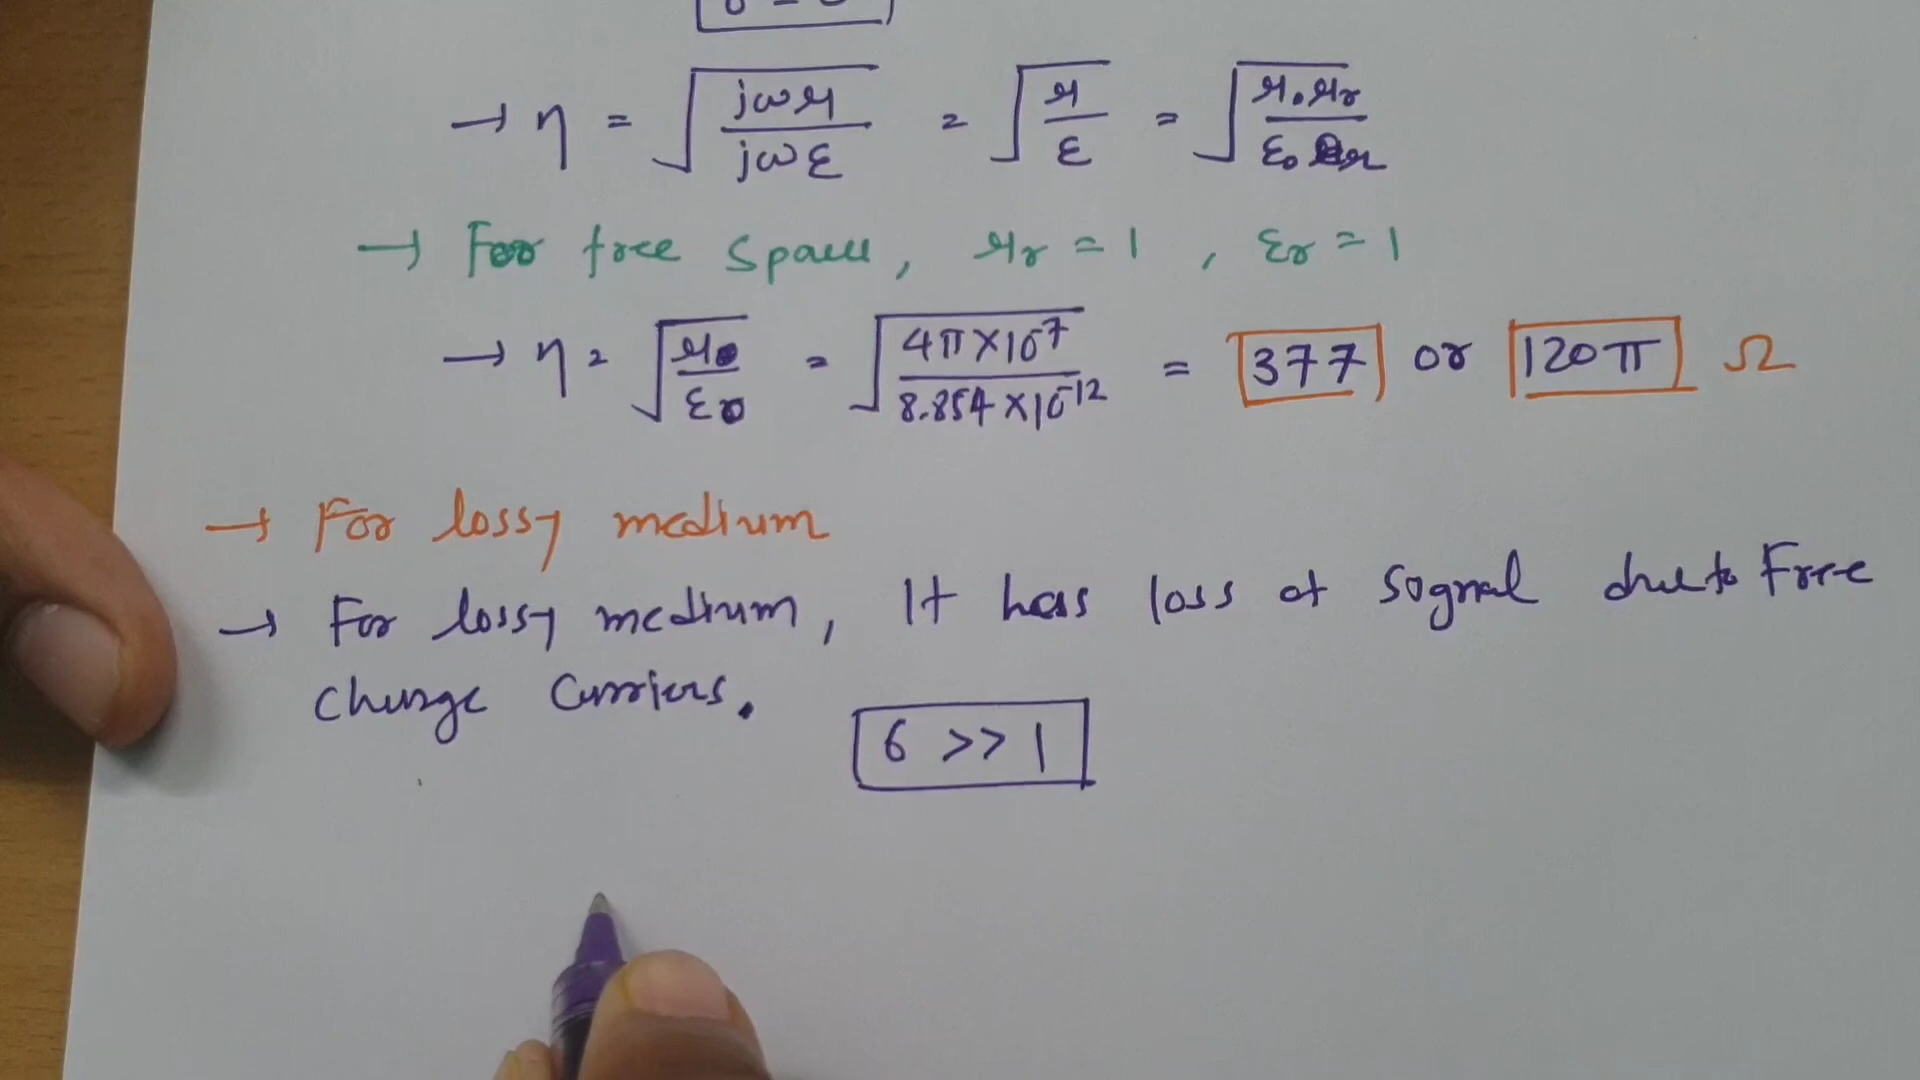 → η = √(jωμ / jωε) = √(μ / ε) = √(μ₀μr / ε₀εr)
→ For free space, μr = 1, εr = 1
→ η = √(μ₀ / ε₀) = √(4π×10⁻⁷ / 8.854×10⁻¹²) = 377 or 120π Ω
→ For lossy medium
→ For lossy medium, It has loss of signal due to Free
charge Carriers.
σ >> 1